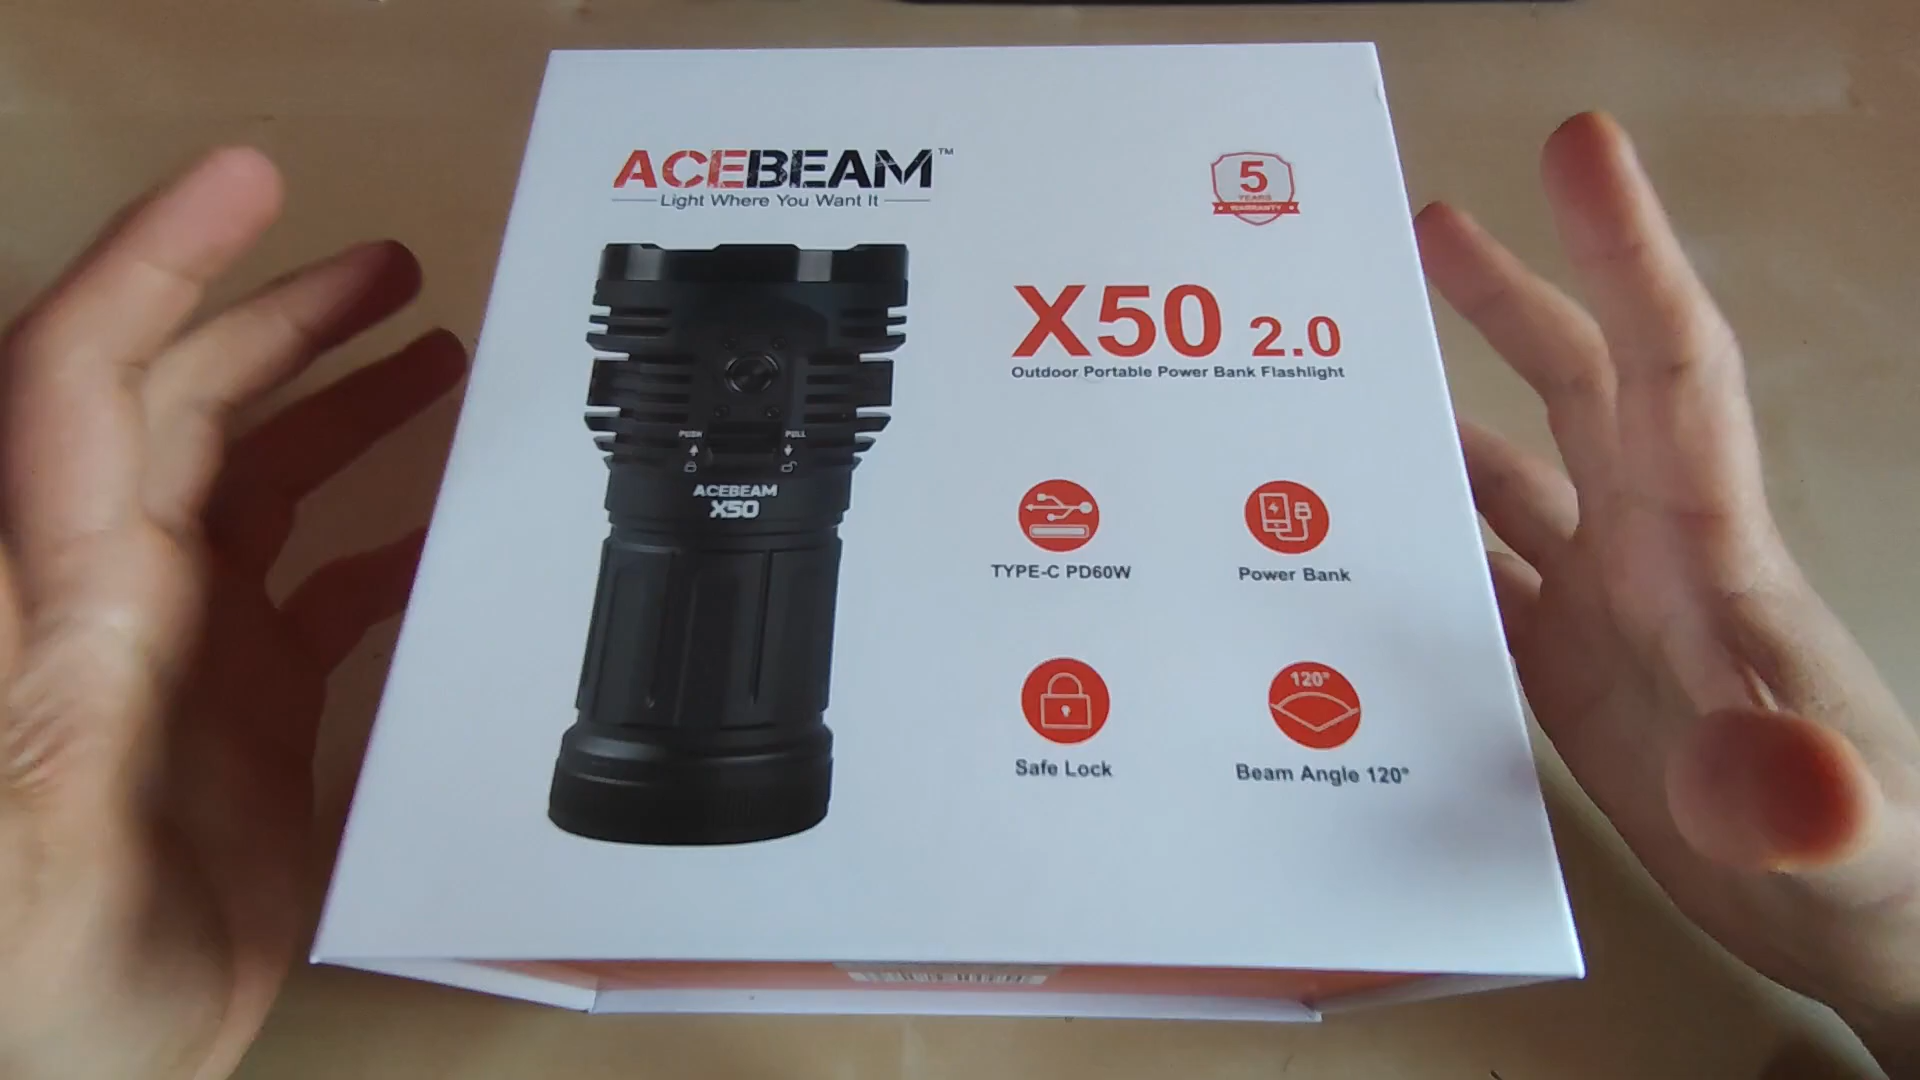 ACEBEAM™
Light Where You Want It
5
YEARS
WARRANTY
X50 2.0
Outdoor Portable Power Bank Flashlight
PUSH
PULL
ACEBEAM
X50
TYPE-C PD60W
Power Bank
Safe Lock
120°
Beam Angle 120°